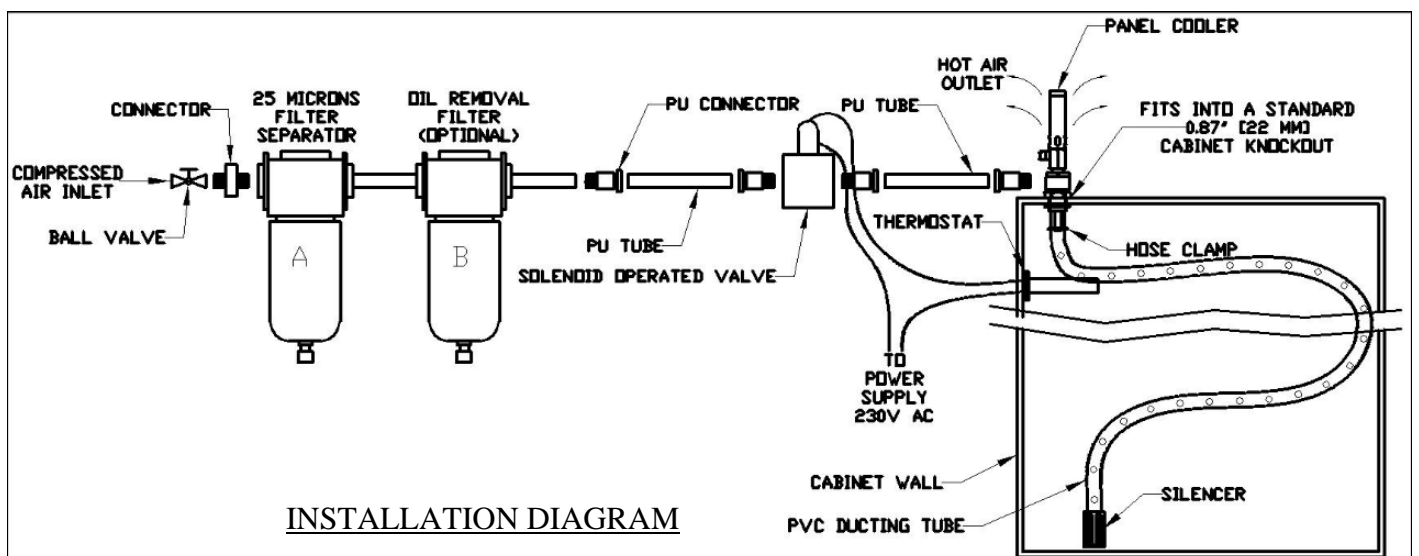 PANEL COOLER
HOT AIR
OUTLET
CONNECTOR
25 MICRONS
FILTER
SEPARATOR
OIL REMOVAL
FILTER
(OPTIONAL)
PU CONNECTOR
PU TUBE
FITS INTO A STANDARD
0.87" [22 MM]
CABINET KNOCKOUT
COMPRESSED
AIR INLET
BALL VALVE
A
B
PU TUBE
SOLENOID OPERATED VALVE
THERMOSTAT
HOSE CLAMP
TO
POWER
SUPPLY
230V AC
CABINET WALL
PVC DUCTING TUBE
SILENCER
INSTALLATION DIAGRAM